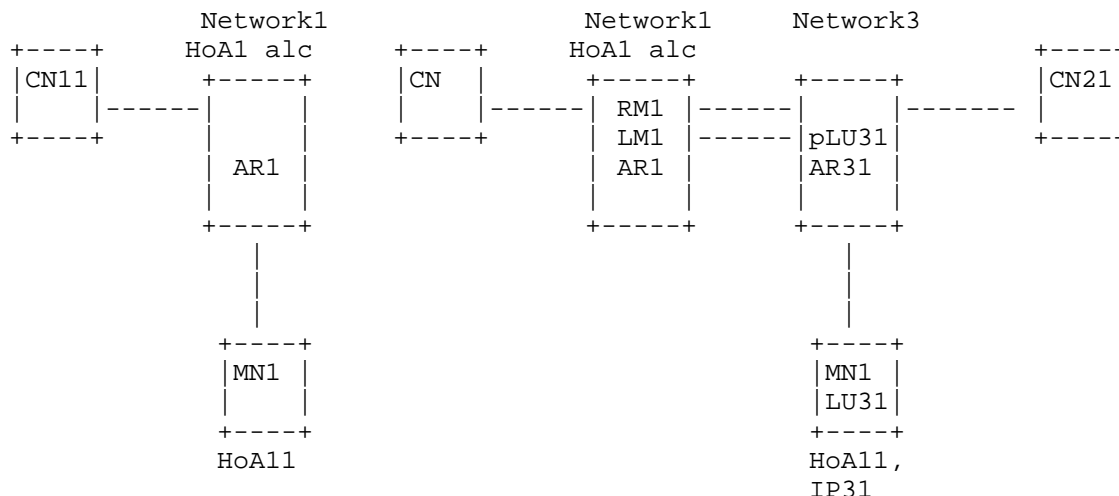 Network1 Network1 Network3
HoA1 alc HoA1 alc
CN11 CN CN21
RM1
LM1 pLU31
AR1 AR1 AR31
MN1 MN1
LU31
HoA11 HoA11,
IP31